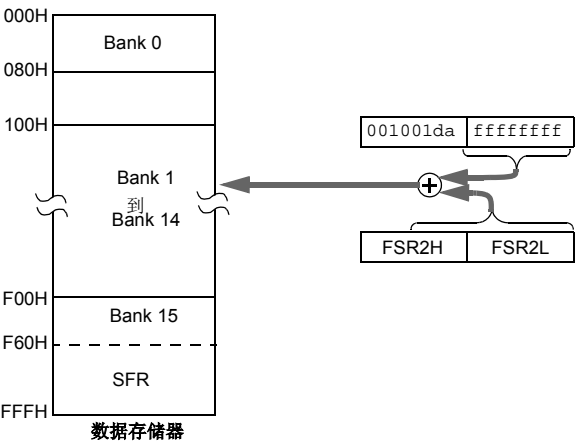 000H
Bank 0
080H
100H
001001da ffffffff
Bank 1
到
Bank 14
FSR2H FSR2L
F00H
Bank 15
F60H
SFR
FFFH
数据存储器